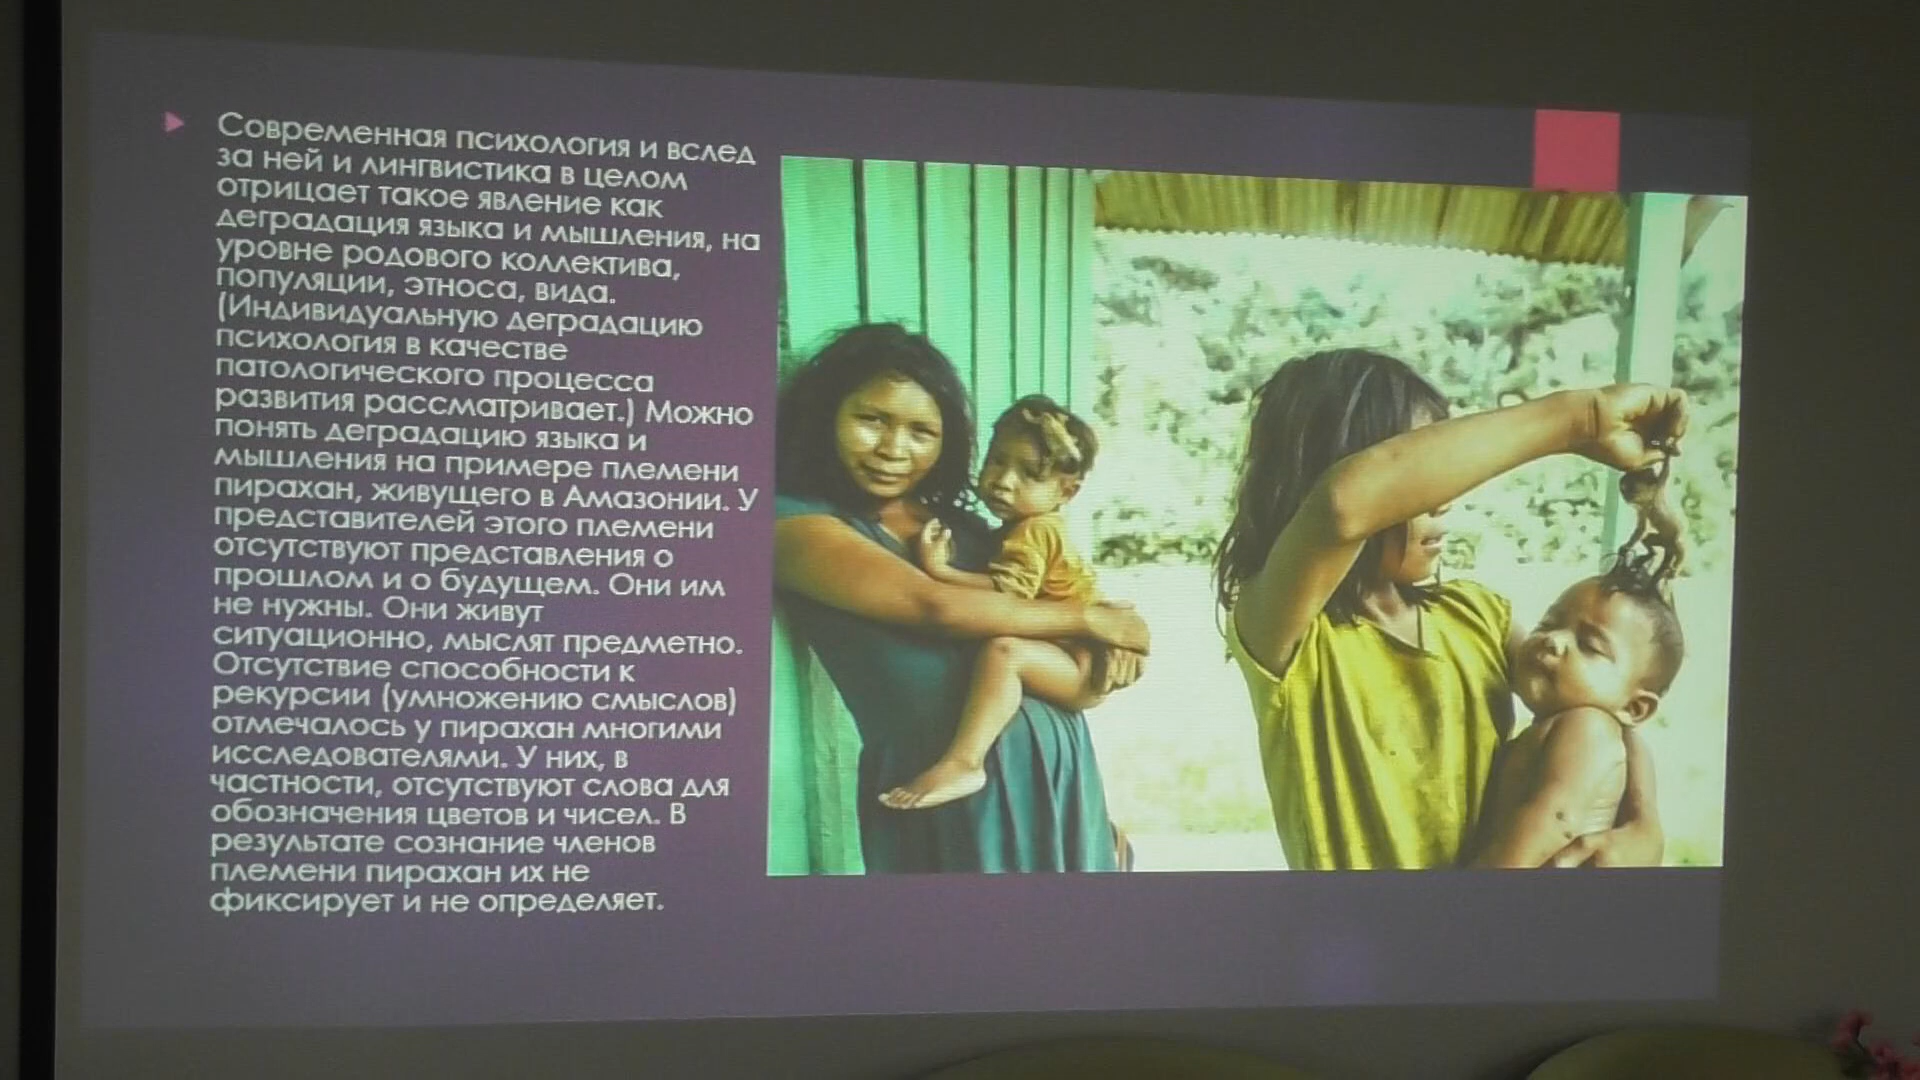 Современная психология и вслед
за ней и лингвистика в целом
отрицает такое явление как
деградация языка и мышления, на
уровне родового коллектива,
популяции, этноса, вида.
(Индивидуальную деградацию
психология в качестве
патологического процесса
развития рассматривает.) Можно
понять деградацию языка и
мышления на примере племени
пирахан, живущего в Амазонии. У
представителей этого племени
отсутствуют представления о
прошлом и о будущем. Они им
не нужны. Они живут
ситуационно, мыслят предметно.
Отсутствие способности к
рекурсии (умножению смыслов)
отмечалось у пирахан многими
исследователями. У них, в
частности, отсутствуют слова для
обозначения цветов и чисел. В
результате сознание членов
племени пирахан их не
фиксирует и не определяет.